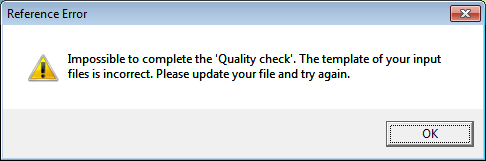 Reference Error
Impossible to complete the 'Quality check'. The template of your input
files is incorrect. Please update your file and try again.
OK